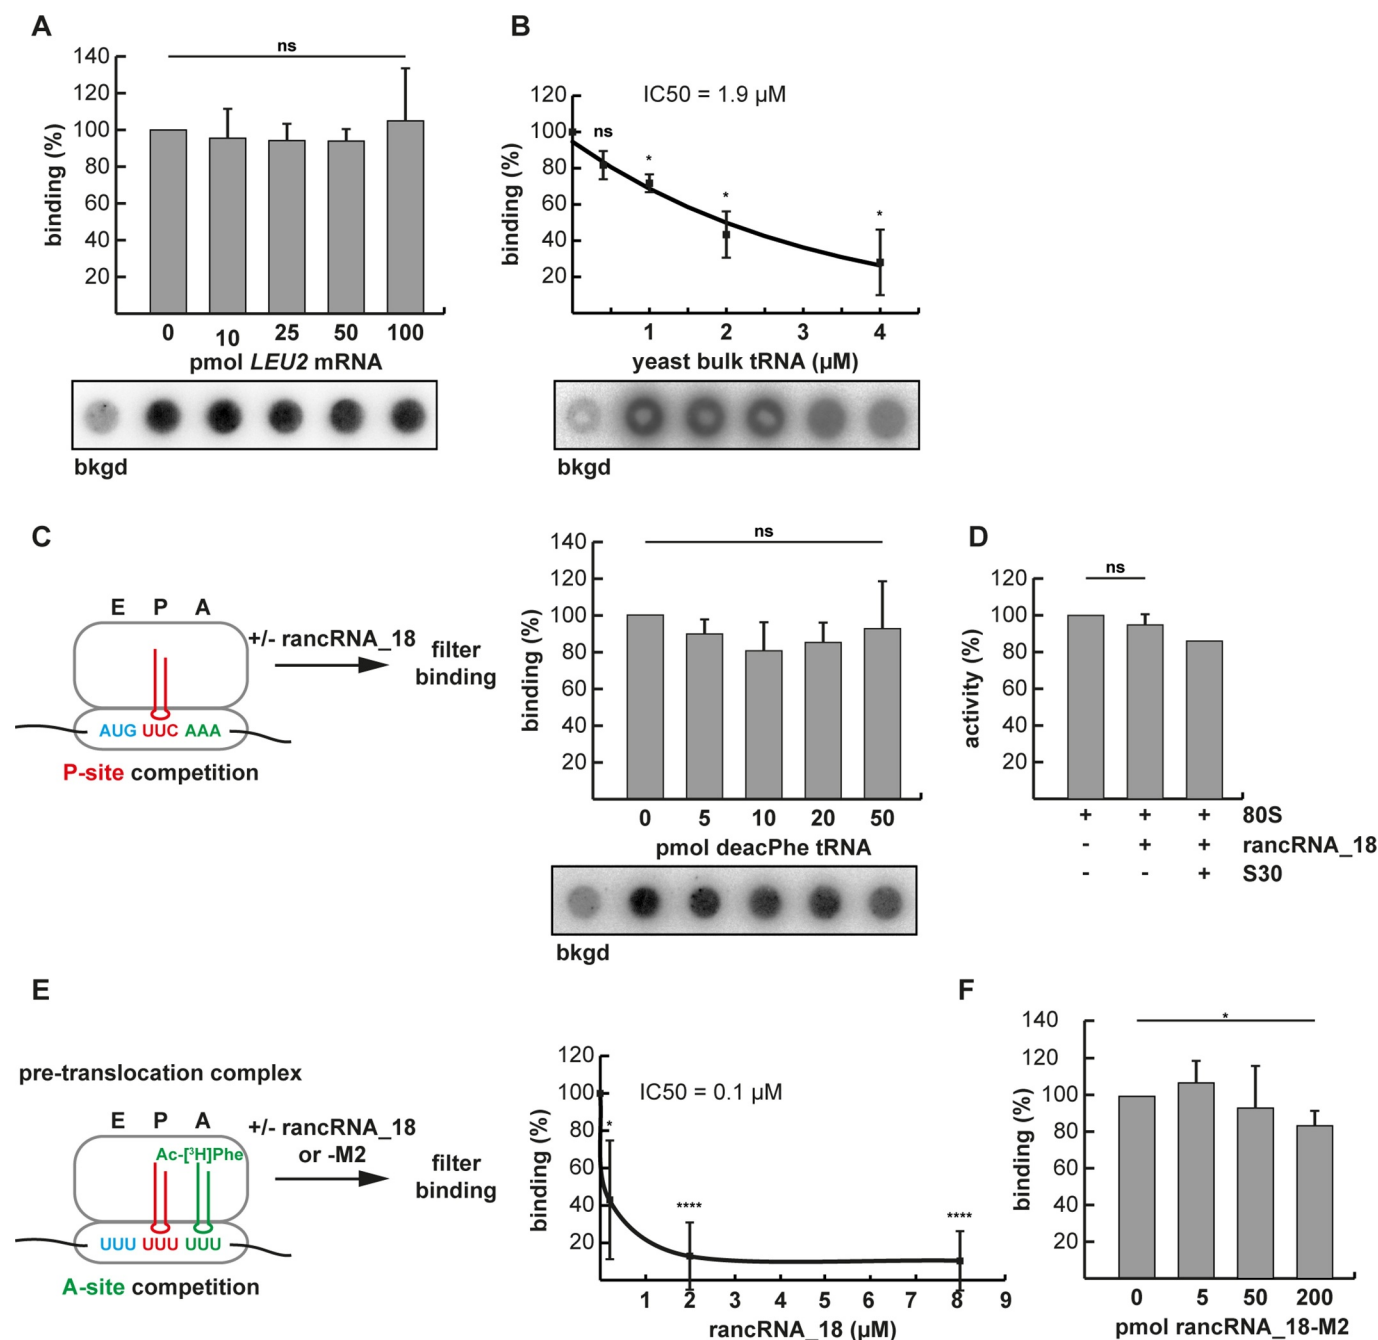 A
ns
140
120
100
80
60
40
20
binding (%)
0 10 25 50 100
pmol LEU2 mRNA
bkgd
B
IC50 = 1.9 µM
120
100
80
60
40
20
binding (%)
ns
*
*
*
1 2 3 4
yeast bulk tRNA (µM)
bkgd
C
E P A
AUG UUC AAA
P-site competition
+/- rancRNA_18
filter
binding
ns
140
120
100
80
60
40
20
binding (%)
0 5 10 20 50
pmol deacPhe tRNA
bkgd
D
ns
120
100
80
60
40
20
activity (%)
+ + + 80S
- + + rancRNA_18
- - + S30
E
pre-translocation complex
E P A
Ac-[³H]Phe
UUU UUU UUU
A-site competition
+/- rancRNA_18
or -M2
filter
binding
IC50 = 0.1 µM
120
100
80
60
40
20
binding (%)
*
****
****
1 2 3 4 5 6 7 8 9
rancRNA_18 (µM)
F
*
140
120
100
80
60
40
20
binding (%)
0 5 50 200
pmol rancRNA_18-M2